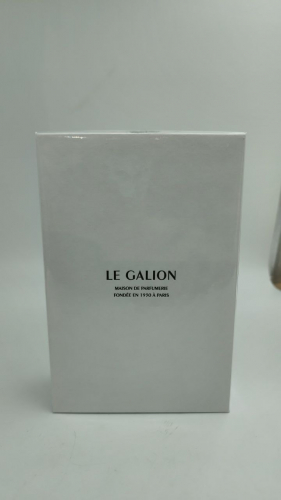 LE GALION
MAISON DE PARFUMERIE
FONDÉE EN 1930 À PARIS